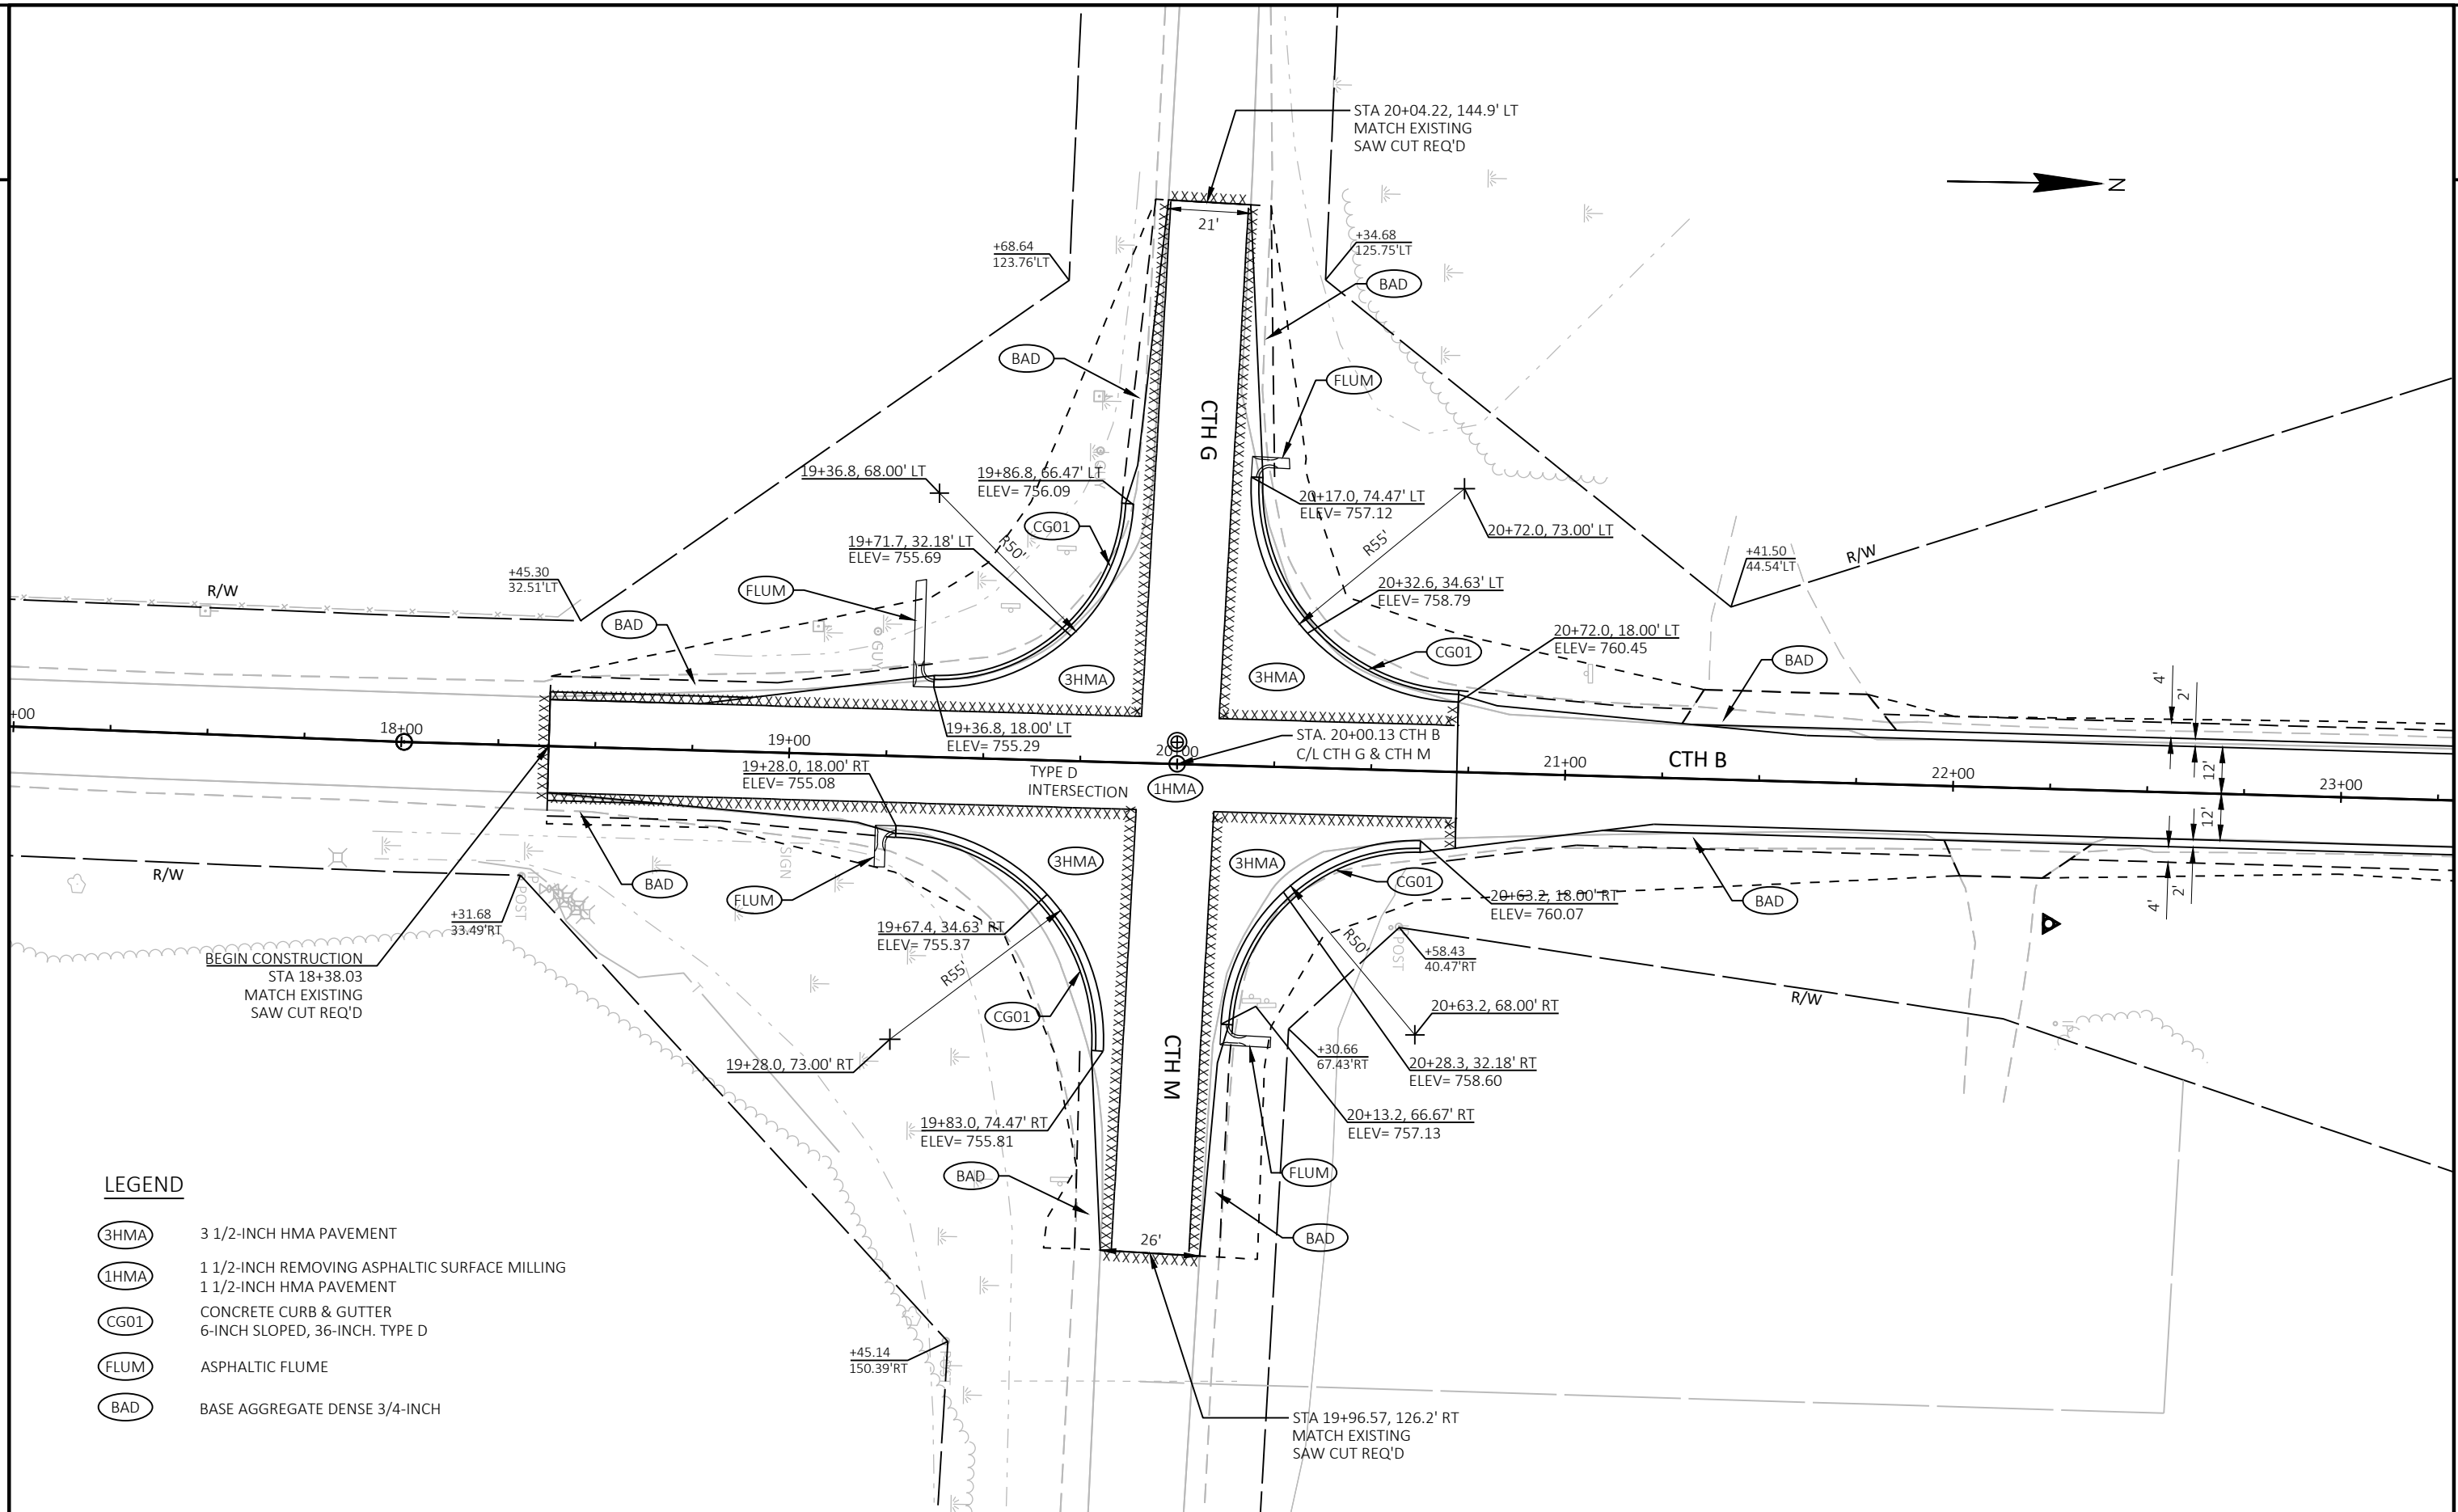 STA 20+04.22, 144.9' LT
MATCH EXISTING
SAW CUT REQ'D
N
21'
+68.64
123.76'LT
+34.68
125.75'LT
BAD
BAD
FLUM
CTH G
GUY
19+36.8, 68.00' LT
19+86.8, 66.47' LT
ELEV= 756.09
20+17.0, 74.47' LT
ELEV= 757.12
CG01
R50'
R55'
20+72.0, 73.00' LT
19+71.7, 32.18' LT
ELEV= 755.69
+41.50
44.54'LT
R/W
R/W
+45.30
32.51'LT
FLUM
20+32.6, 34.63' LT
ELEV= 758.79
BAD
GUY
20+72.0, 18.00' LT
ELEV= 760.45
CG01
BAD
3HMA
3HMA
4'
2'
+00
18+00
19+36.8, 18.00' LT
ELEV= 755.29
STA. 20+00.13 CTH B
C/L CTH G & CTH M
19+00
20+00
21+00
CTH B
22+00
23+00
12'
12'
19+28.0, 18.00' RT
ELEV= 755.08
TYPE D
INTERSECTION
1HMA
SIGN
3HMA
3HMA
R/W
BAD
POST
FLUM
CG01
20+63.2, 18.00' RT
ELEV= 760.07
BAD
4'
2'
+31.68
33.49'RT
19+67.4, 34.63' RT
ELEV= 755.37
R50'
POST
+58.43
40.47'RT
BEGIN CONSTRUCTION
STA 18+38.03
MATCH EXISTING
SAW CUT REQ'D
R55'
CG01
20+63.2, 68.00' RT
R/W
19+28.0, 73.00' RT
CTH M
+30.66
67.43'RT
20+28.3, 32.18' RT
ELEV= 758.60
19+83.0, 74.47' RT
ELEV= 755.81
20+13.2, 66.67' RT
ELEV= 757.13
BAD
FLUM
26'
BAD
LEGEND
3HMA 3 1/2-INCH HMA PAVEMENT
1HMA 1 1/2-INCH REMOVING ASPHALTIC SURFACE MILLING
1 1/2-INCH HMA PAVEMENT
CG01 CONCRETE CURB & GUTTER
6-INCH SLOPED, 36-INCH. TYPE D
FLUM ASPHALTIC FLUME
BAD BASE AGGREGATE DENSE 3/4-INCH
+45.14
150.39'RT
STA 19+96.57, 126.2' RT
MATCH EXISTING
SAW CUT REQ'D